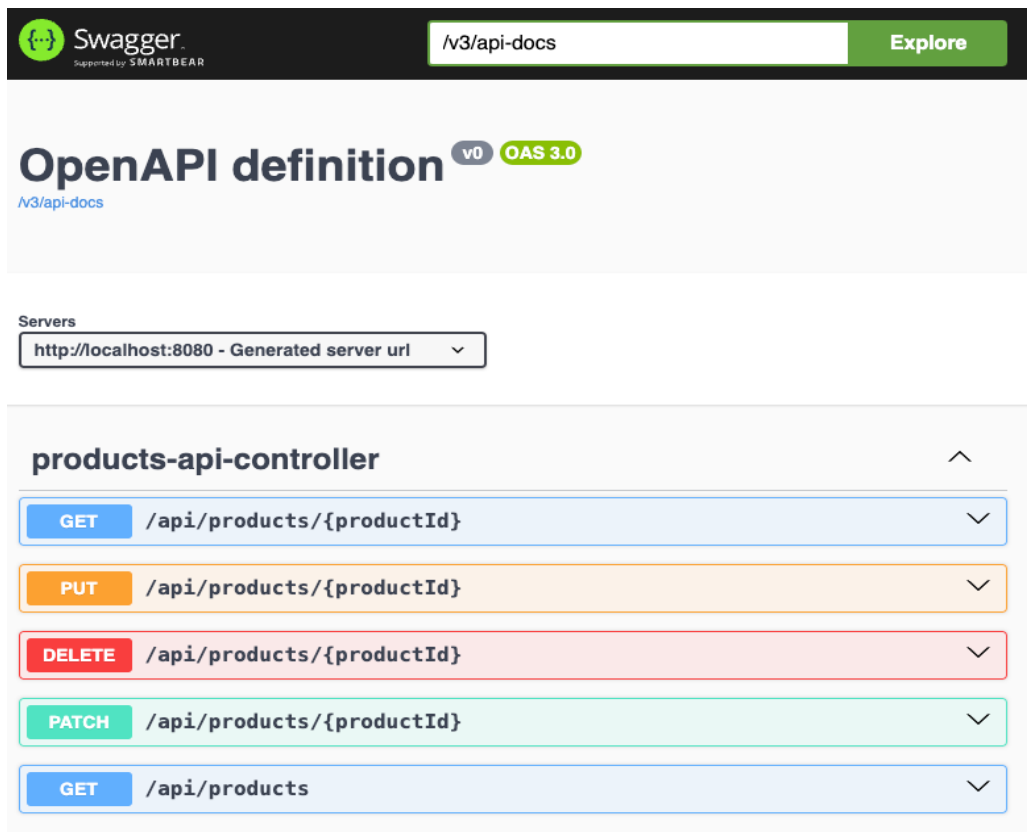 Swagger.
Supported by SMARTBEAR
/v3/api-docs
Explore
OpenAPI definition v0 OAS 3.0
/v3/api-docs
Servers
http://localhost:8080 - Generated server url
products-api-controller
GET /api/products/{productId}
PUT /api/products/{productId}
DELETE /api/products/{productId}
PATCH /api/products/{productId}
GET /api/products